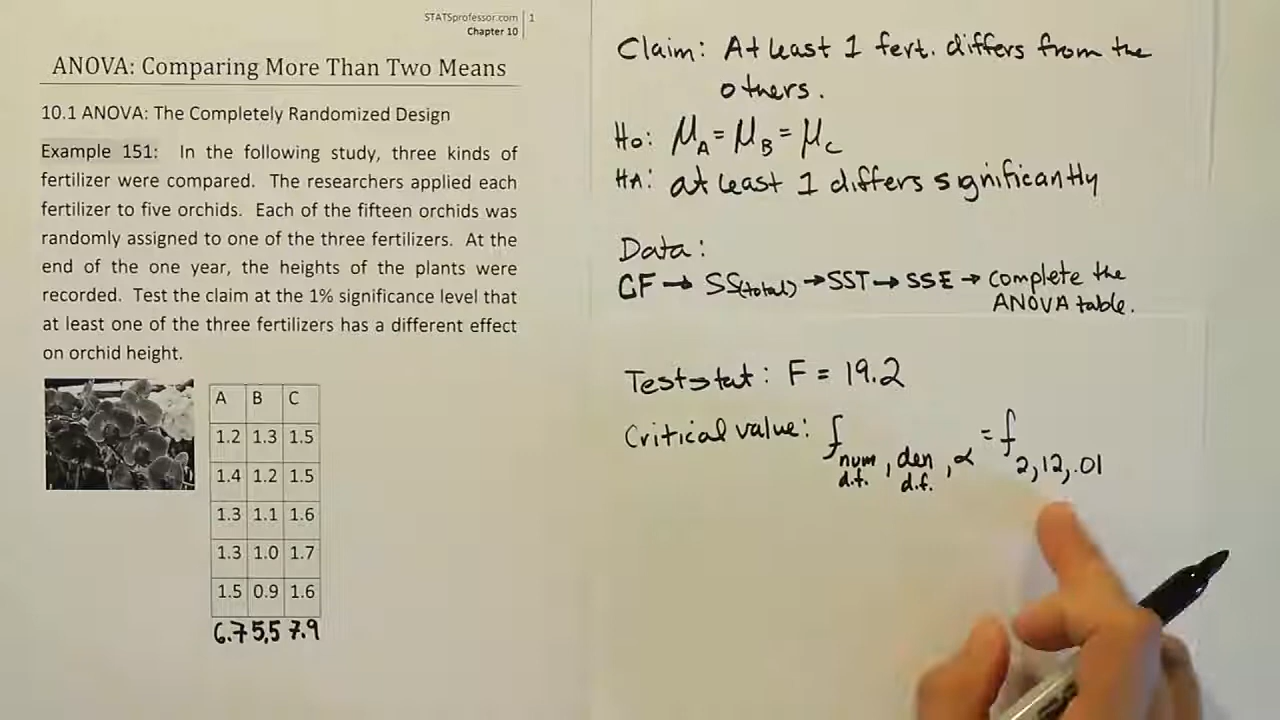 STATSprofessor.com | 1
Chapter 10
ANOVA: Comparing More Than Two Means
10.1 ANOVA: The Completely Randomized Design
Example 151: In the following study, three kinds of
fertilizer were compared. The researchers applied each
fertilizer to five orchids. Each of the fifteen orchids was
randomly assigned to one of the three fertilizers. At the
end of the one year, the heights of the plants were
recorded. Test the claim at the 1% significance level that
at least one of the three fertilizers has a different effect
on orchid height.
A B C
1.2 1.3 1.5
1.4 1.2 1.5
1.3 1.1 1.6
1.3 1.0 1.7
1.5 0.9 1.6
6.7 5.5 7.9
Claim: At least 1 fert. differs from the
others.
Ho: μA = μB = μC
HA: at least 1 differs significantly
Data:
CF → SS(total) → SST → SSE → complete the
ANOVA table.
Test stat: F = 19.2
Critical value: f num d.f., den d.f., α = f 2,12,.01